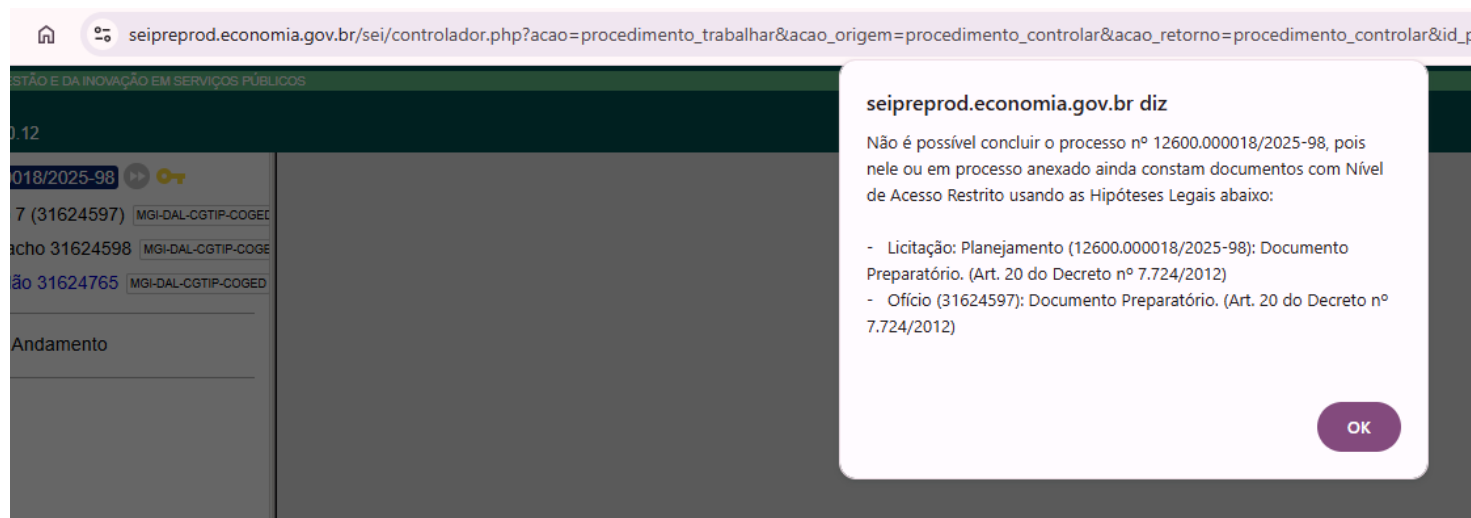 seipreprod.economia.gov.br/sei/controlador.php?acao=procedimento_trabalhar&acao_origem=procedimento_controlar&acao_retorno=procedimento_controlar&id_p
STÃO E DA INOVAÇÃO EM SERVIÇOS PÚBLICOS
0.12
0018/2025-98
7 (31624597) MGI-DAL-CGTIP-COGED
acho 31624598 MGI-DAL-CGTIP-COGE
ão 31624765 MGI-DAL-CGTIP-COGED
Andamento
seipreprod.economia.gov.br diz
Não é possível concluir o processo nº 12600.000018/2025-98, pois
nele ou em processo anexado ainda constam documentos com Nível
de Acesso Restrito usando as Hipóteses Legais abaixo:
- Licitação: Planejamento (12600.000018/2025-98): Documento
Preparatório. (Art. 20 do Decreto nº 7.724/2012)
- Ofício (31624597): Documento Preparatório. (Art. 20 do Decreto nº
7.724/2012)
OK